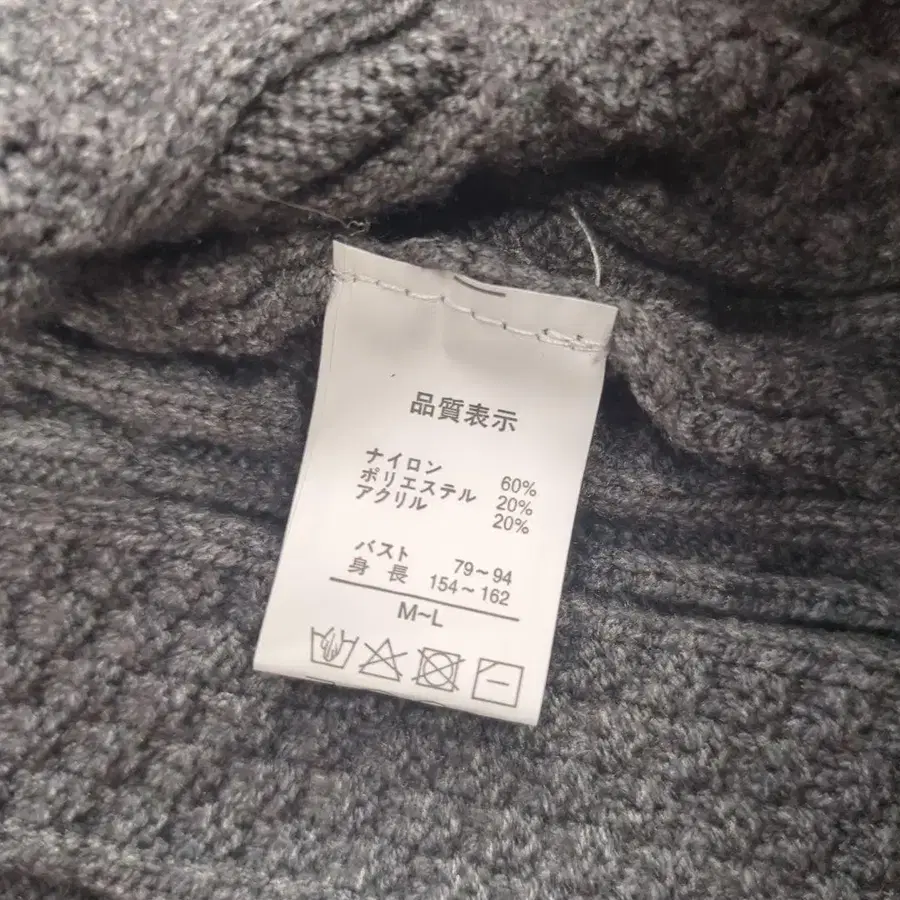 品質表示
ナイロン 60%
ポリエステル 20%
アクリル 20%
バスト 79～94
身長 154～162
M~L